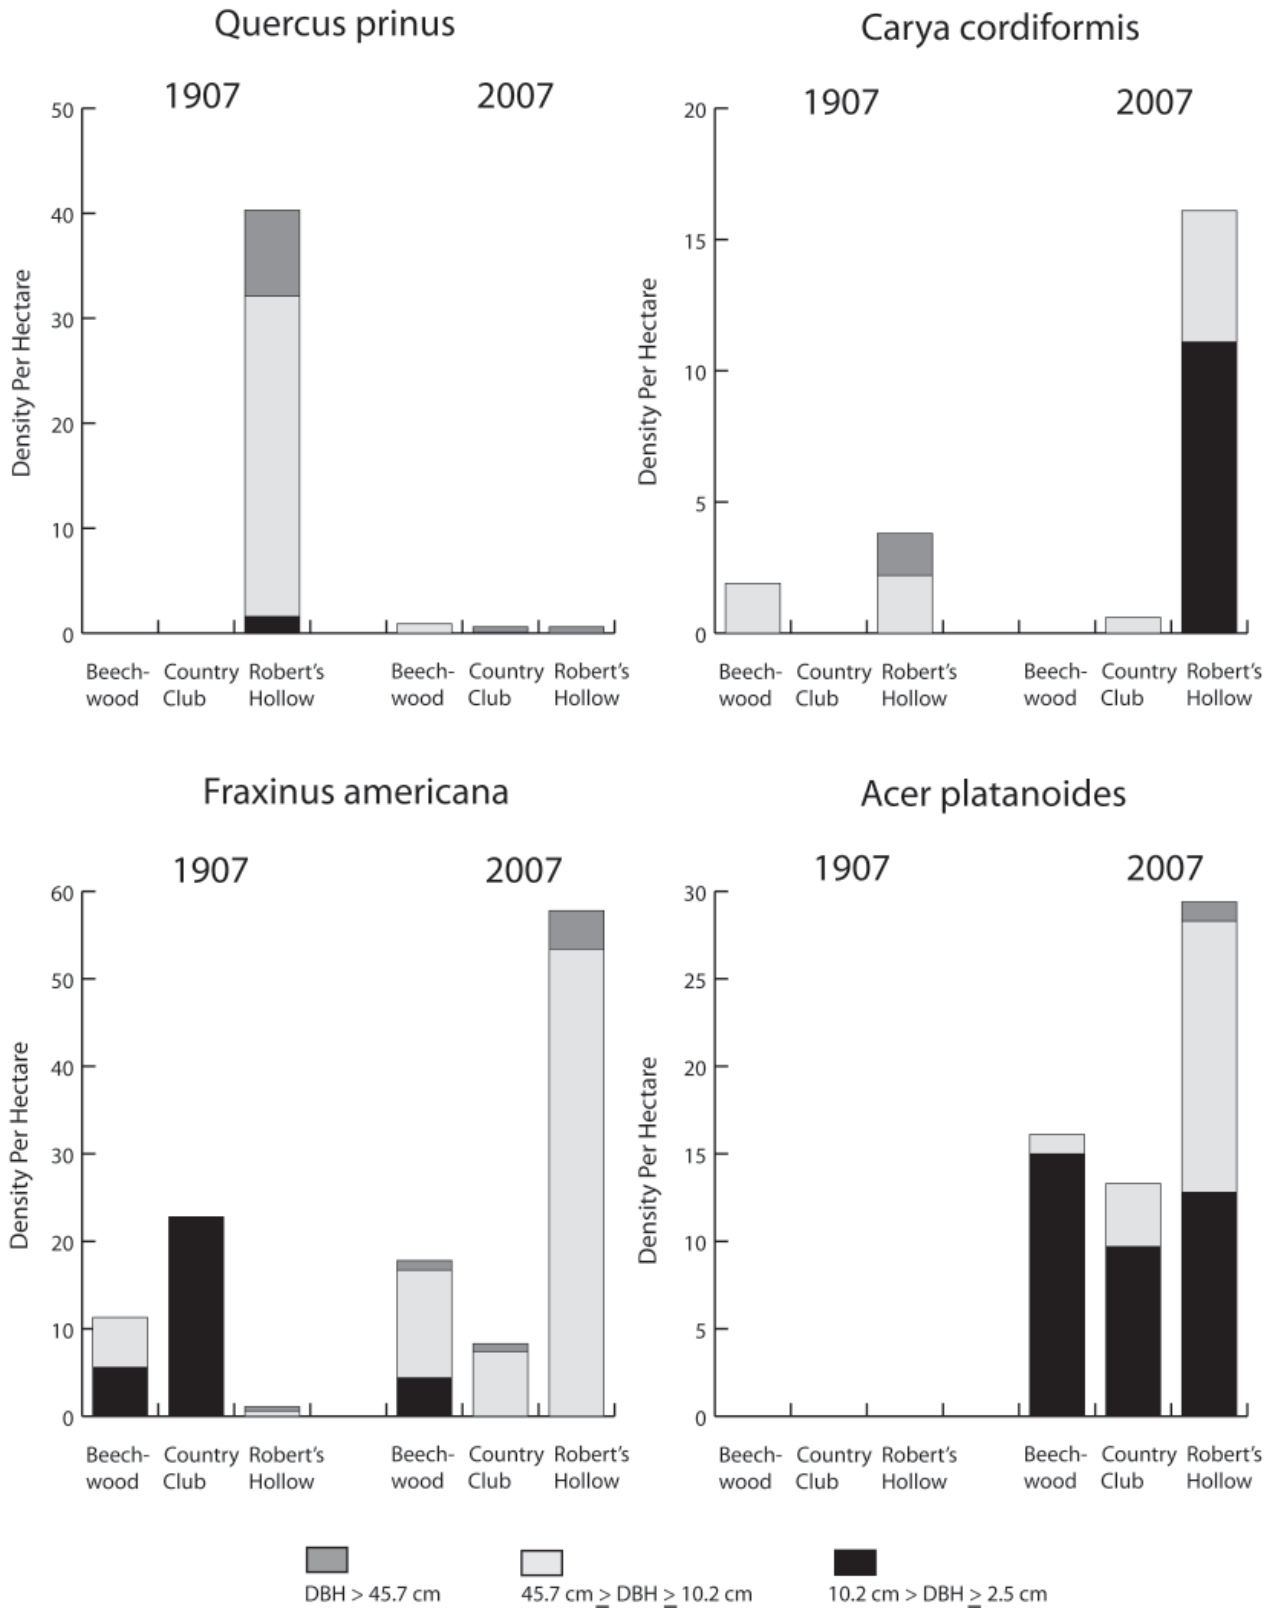 Quercus prinus
1907 2007
50
40
30
20
10
0
Density Per Hectare
Beech- Country Robert's Beech- Country Robert's
wood Club Hollow wood Club Hollow
Carya cordiformis
1907 2007
20
15
10
5
0
Density Per Hectare
Beech- Country Robert's Beech- Country Robert's
wood Club Hollow wood Club Hollow
Fraxinus americana
1907 2007
60
50
40
30
20
10
0
Density Per Hectare
Beech- Country Robert's Beech- Country Robert's
wood Club Hollow wood Club Hollow
Acer platanoides
1907 2007
30
25
20
15
10
5
0
Density Per Hectare
Beech- Country Robert's Beech- Country Robert's
wood Club Hollow wood Club Hollow
DBH > 45.7 cm 45.7 cm ≥ DBH ≥ 10.2 cm 10.2 cm > DBH ≥ 2.5 cm